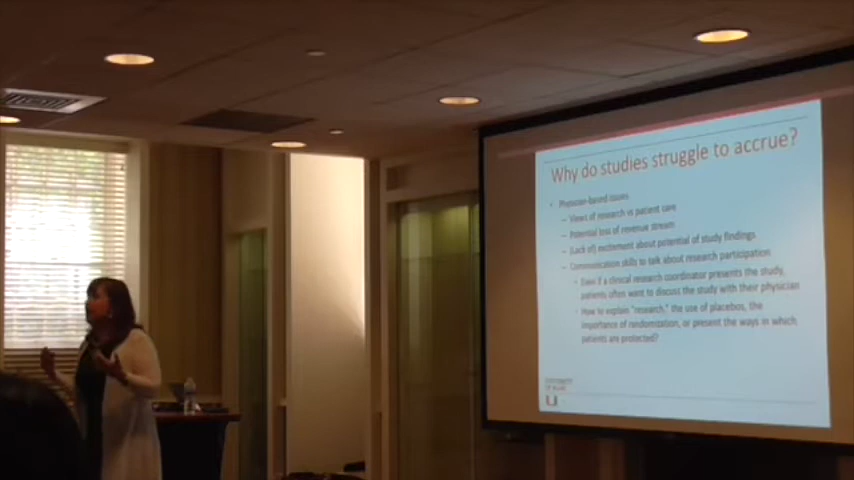 Why do studies struggle to accrue?
• Physician-based issues
– Views of research vs patient care
– Potential loss of revenue stream
– (Lack of) excitement about potential of study findings
– Communication skills to talk about research participation
• Even if a clinical research coordinator presents the study,
patients often want to discuss the study with their physician
• How to explain "research," the use of placebos, the
importance of randomization, or present the ways in which
patients are protected?
UNIVERSITY
OF MIAMI
U